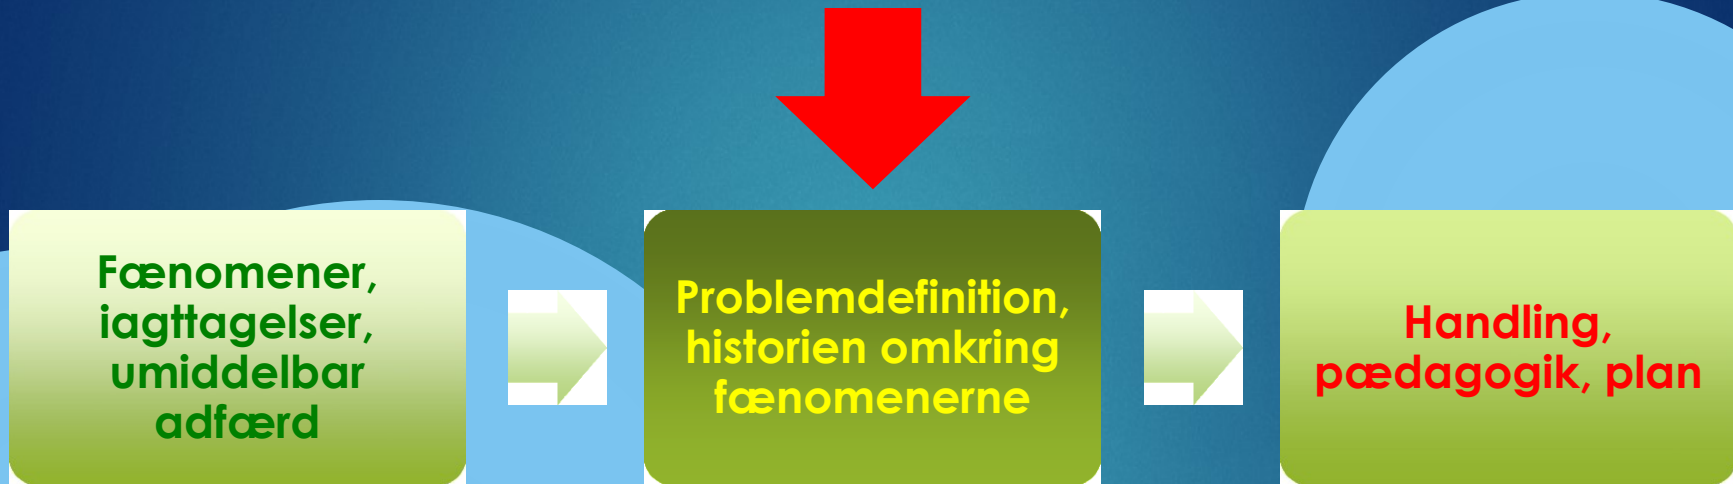 Fænomener,
iagttagelser,
umiddelbar
adfærd
Problemdefinition,
historien omkring
fænomenerne
Handling,
pædagogik, plan